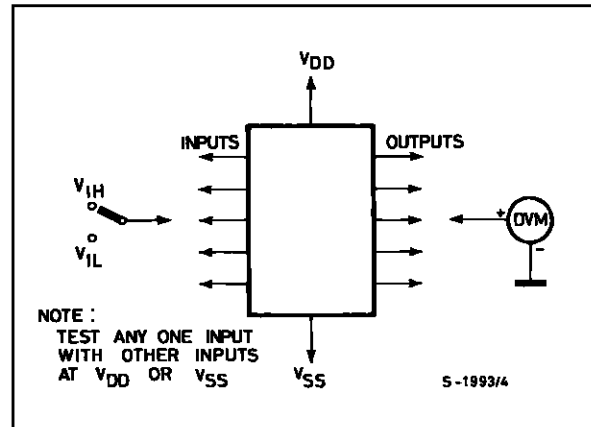 VDD
INPUTS
OUTPUTS
VIH
VIL
+
DVM
-
NOTE :
TEST ANY ONE INPUT
WITH OTHER INPUTS
AT VDD OR VSS
VSS
S-1993/4